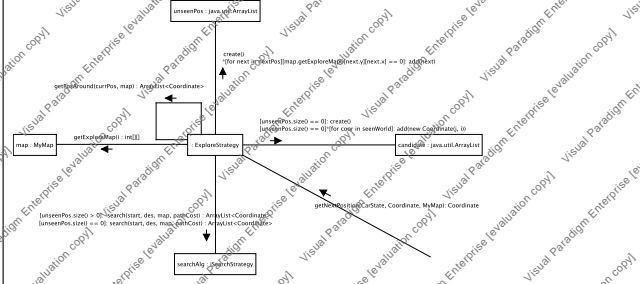 unseenPos : java.util.ArrayList
create()
*[for next in nextPos][map.getExploreMap[next.y][next.x] == 0]: add(next)
getPosAround(currPos, map) : ArrayList<Coordinate>
[unseenPos.size() == 0]: create()
[unseenPos.size() == 0]*[for coor in seenWorld]: add(new Coordinate(j, i))
getExploreMap() : int[][]
map : MyMap
: ExploreStrategy
candidate : java.util.ArrayList
getNextPosition(CarState, Coordinate, MyMap): Coordinate
[unseenPos.size() > 0]: search(start, des, map, pathCost) : ArrayList<Coordinate>
[unseenPos.size() == 0]: search(start, des, map, pathCost) : ArrayList<Coordinate>
searchAlg : ISearchStrategy
Visual Paradigm Enterprise [evaluation copy]